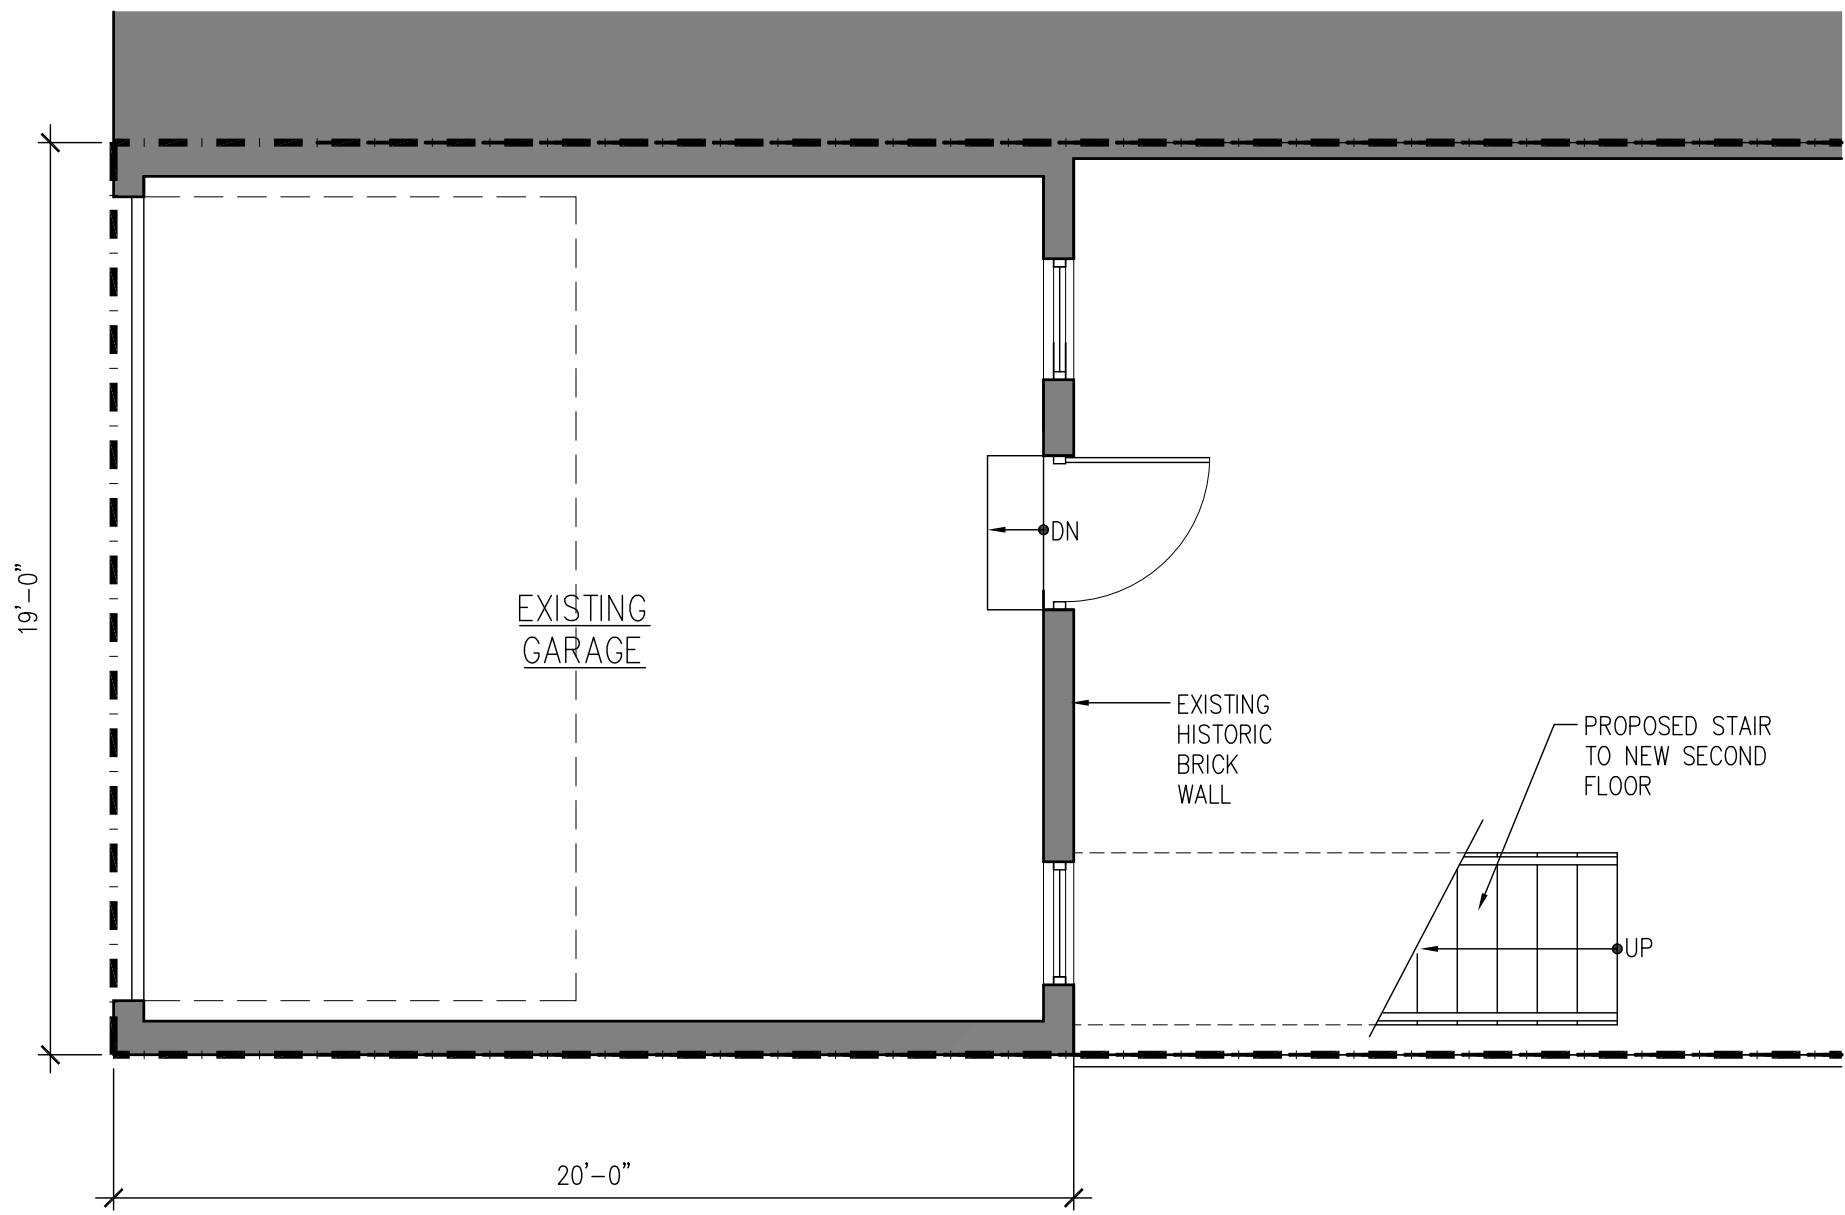 DN
19'-0"
EXISTING
GARAGE
EXISTING
HISTORIC
BRICK
WALL
PROPOSED STAIR
TO NEW SECOND
FLOOR
UP
20'-0"